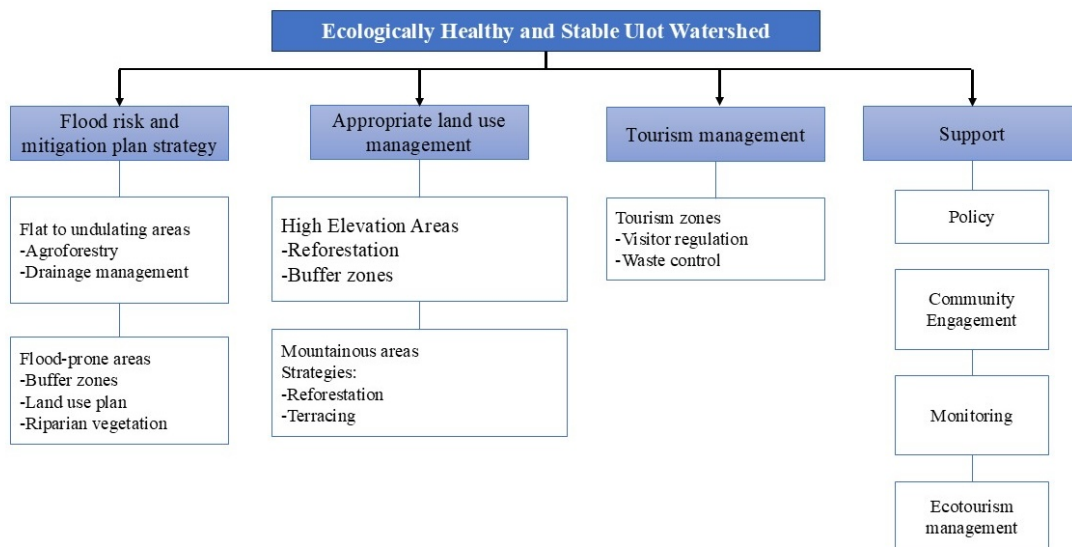 Ecologically Healthy and Stable Ulot Watershed
Flood risk and
mitigation plan strategy
Flat to undulating areas
-Agroforestry
-Drainage management
Flood-prone areas
-Buffer zones
-Land use plan
-Riparian vegetation
Appropriate land use
management
High Elevation Areas
-Reforestation
-Buffer zones
Mountainous areas
Strategies:
-Reforestation
-Terracing
Tourism management
Tourism zones
-Visitor regulation
-Waste control
Support
Policy
Community
Engagement
Monitoring
Ecotourism
management